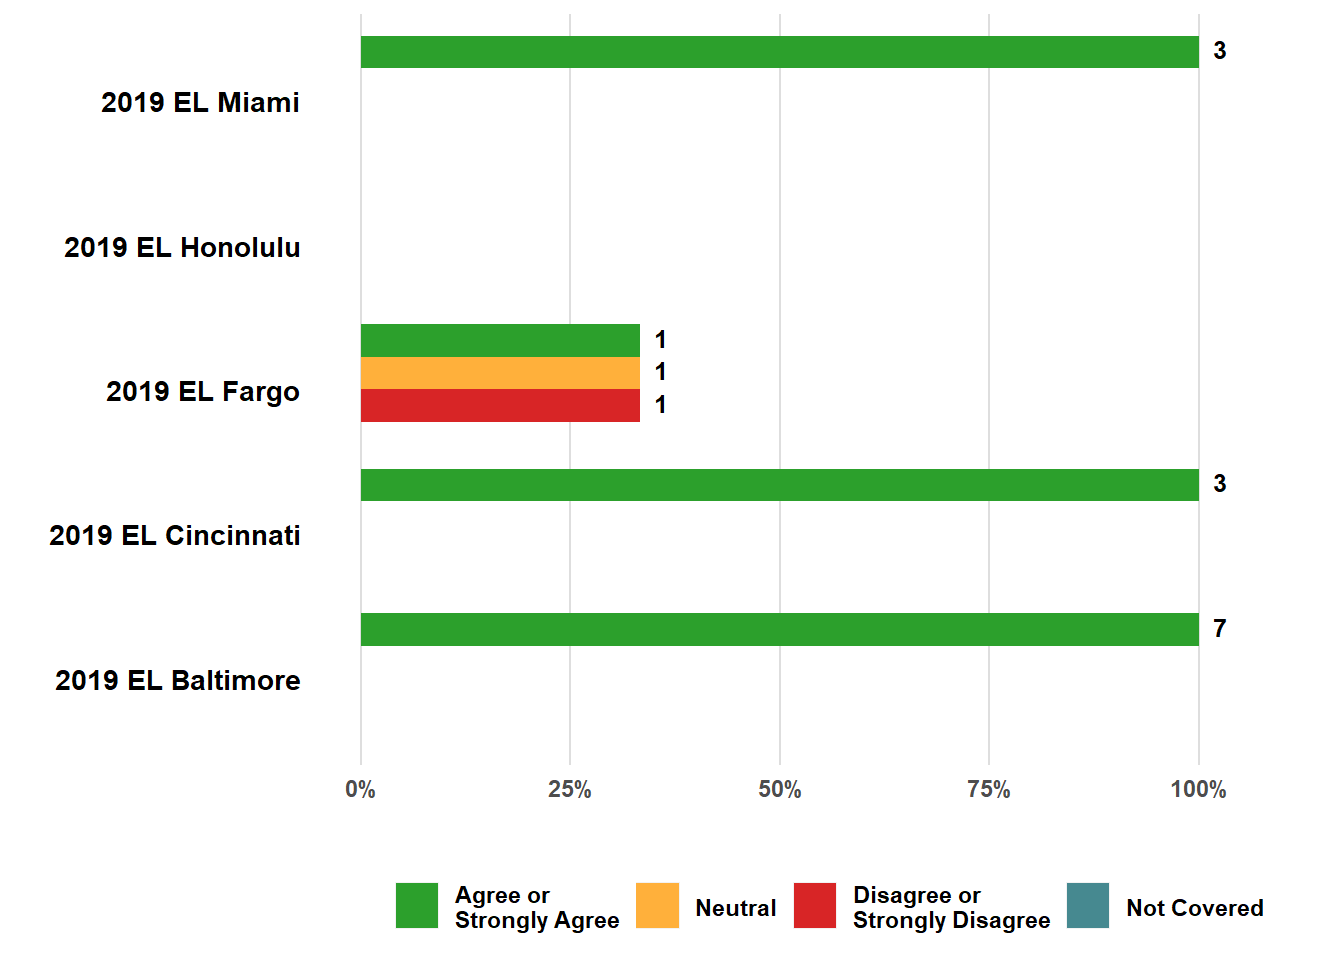 3
2019 EL Miami
2019 EL Honolulu
1
1
2019 EL Fargo
1
3
2019 EL Cincinnati
7
2019 EL Baltimore
0% 25% 50% 75% 100%
Agree or
Strongly Agree
Neutral
Disagree or
Strongly Disagree
Not Covered